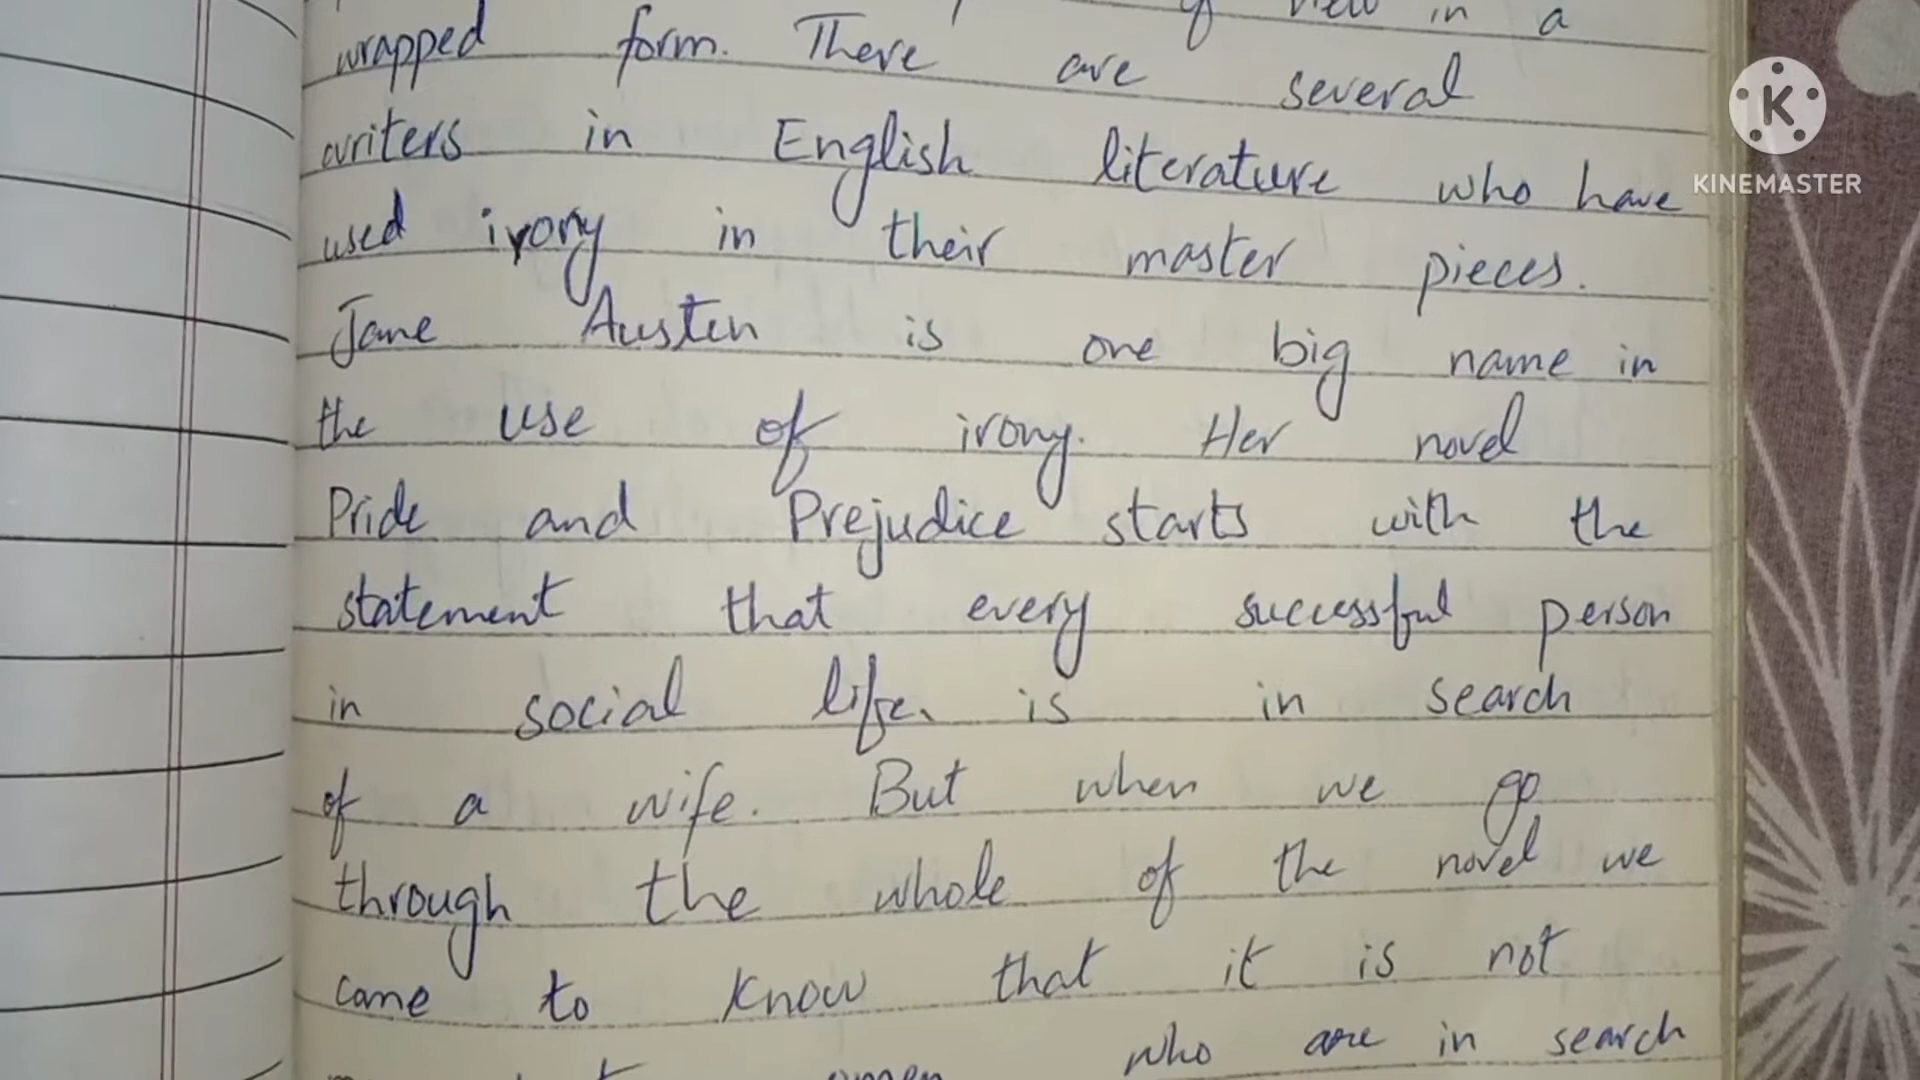 view in a
wrapped form. There are several
writers in English literature who have
used irony in their master pieces.
Jane Austen is one big name in
the use of irony. Her novel
Pride and Prejudice starts with the
statement that every successful person
in social life is in search
of a wife. But when we go
through the whole of the novel we
came to know that it is not
who are in search
K
KINEMASTER